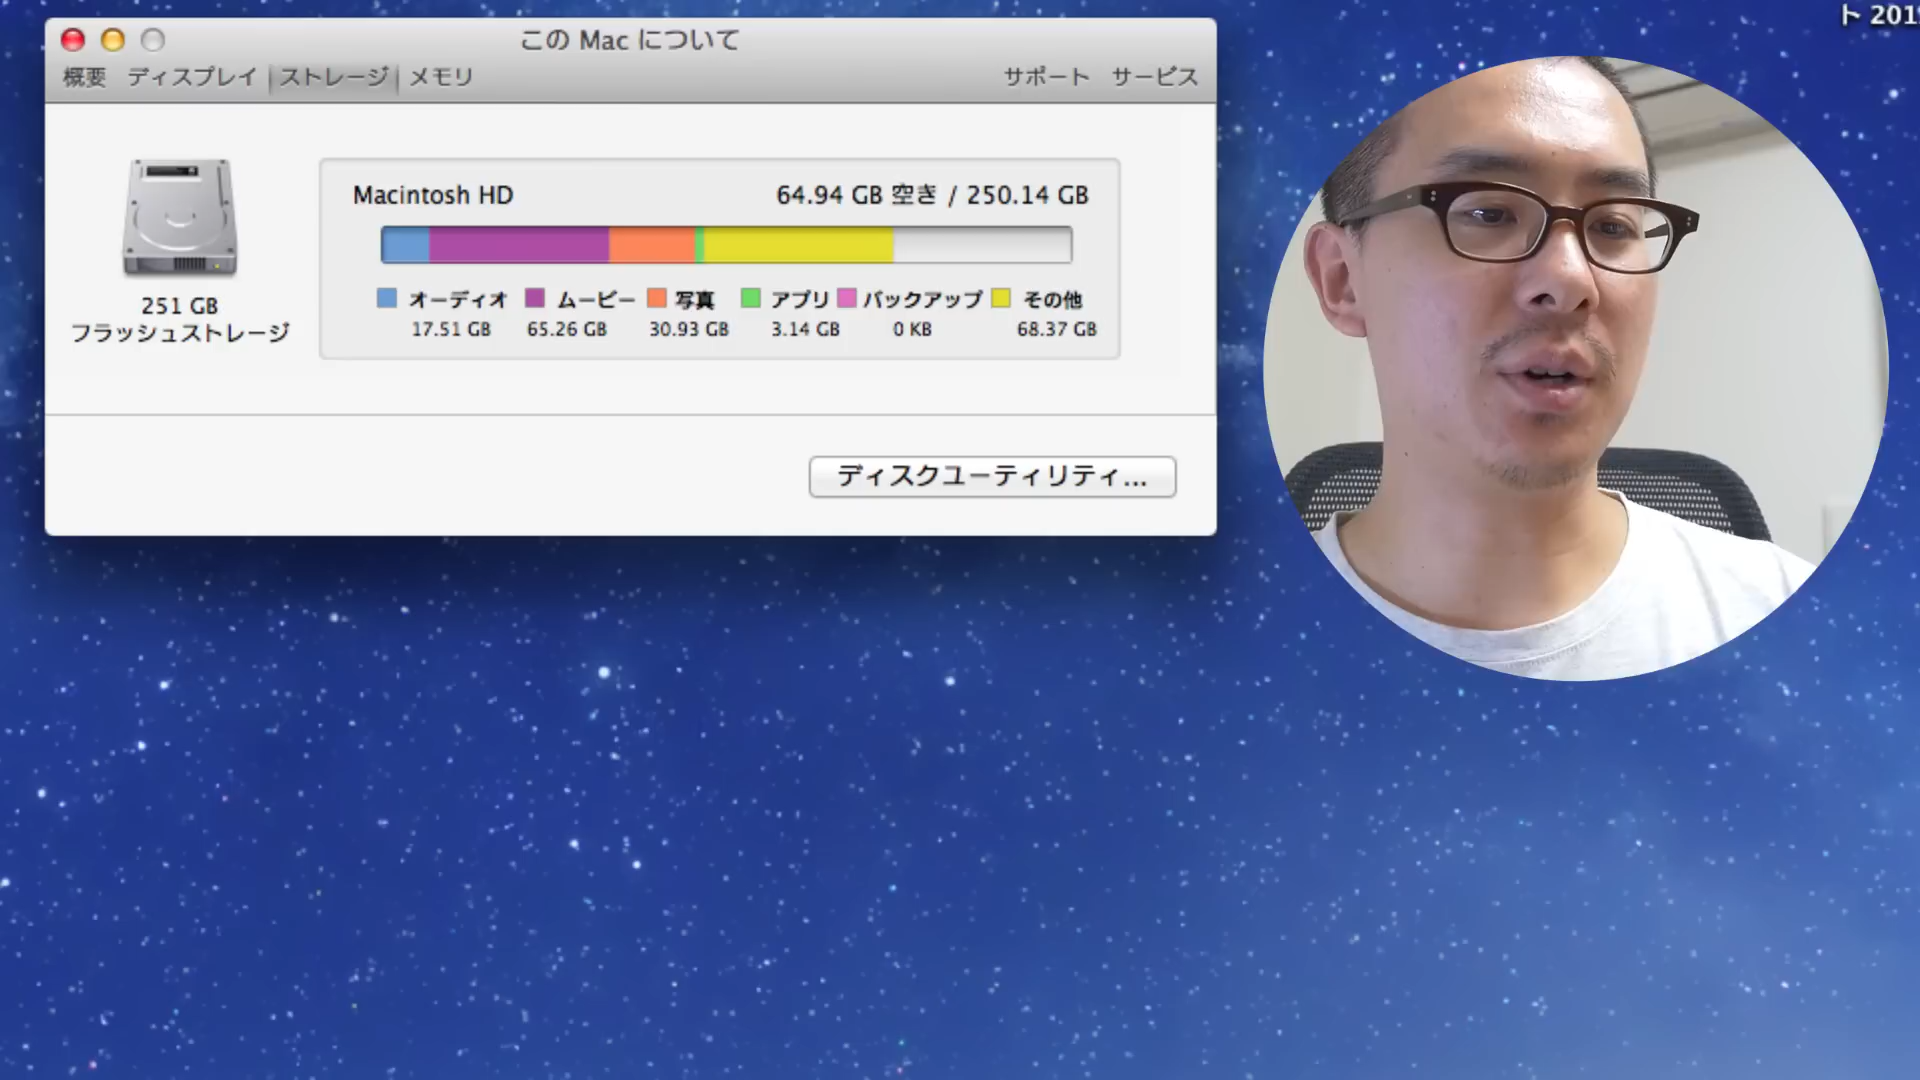 ト 201
この Mac について
概要 ディスプレイ ストレージ メモリ サポート サービス
Macintosh HD 64.94 GB 空き / 250.14 GB
オーディオ ムービー 写真 アプリ バックアップ その他
17.51 GB 65.26 GB 30.93 GB 3.14 GB 0 KB 68.37 GB
251 GB
フラッシュストレージ
ディスクユーティリティ...